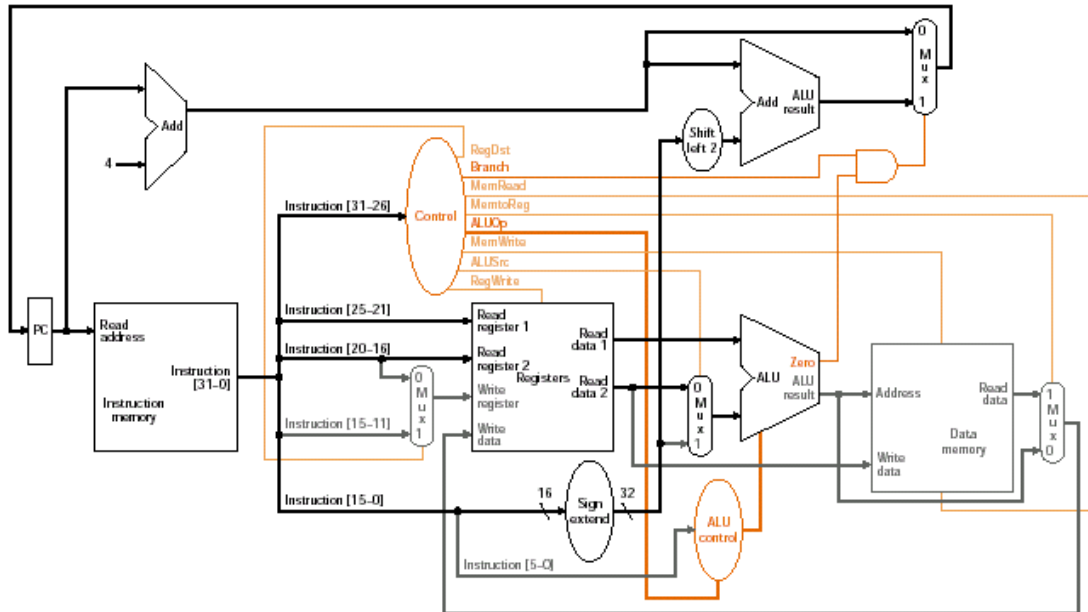 0
M
u
x
1
Add
Add
ALU
result
4
Shift
left 2
RegDst
Branch
MemRead
MemtoReg
ALUOp
MemWrite
ALUSrc
RegWrite
Control
Instruction [31–26]
Instruction [25–21]
Instruction [20–16]
Instruction [15–11]
Instruction [15–0]
Instruction [5–0]
PC
Read
address
Instruction
[31–0]
Instruction
memory
0
M
u
x
1
Read
register 1
Read
register 2
Write
register
Write
data
Registers
Read
data 1
Read
data 2
0
M
u
x
1
Zero
ALU
ALU
result
Address
Read
data
Data
memory
Write
data
1
M
u
x
0
16
Sign
extend
32
ALU
control